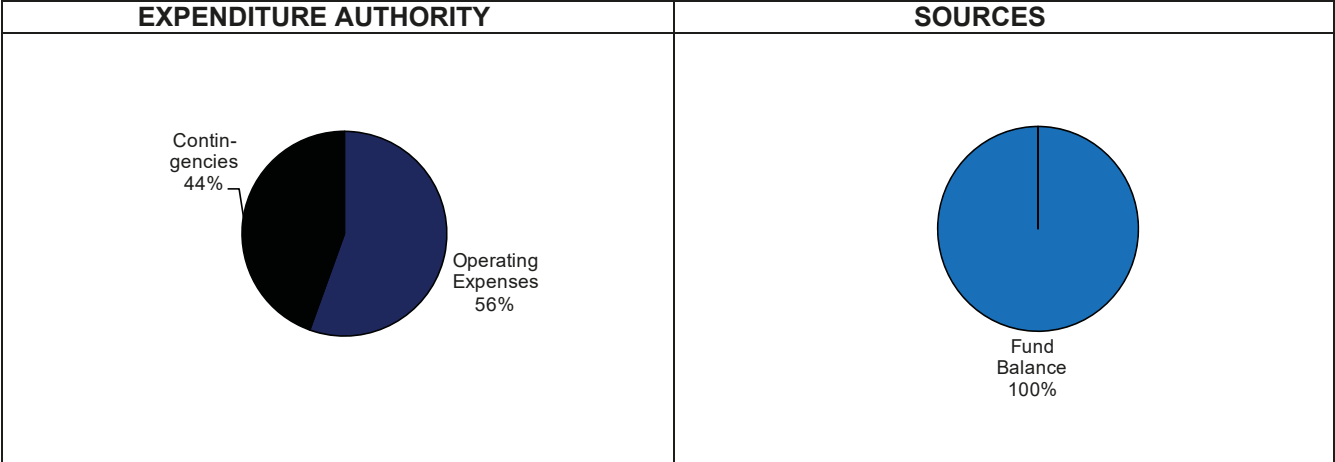 EXPENDITURE AUTHORITY
SOURCES
Contin-
gencies
44%
Operating
Expenses
56%
Fund
Balance
100%